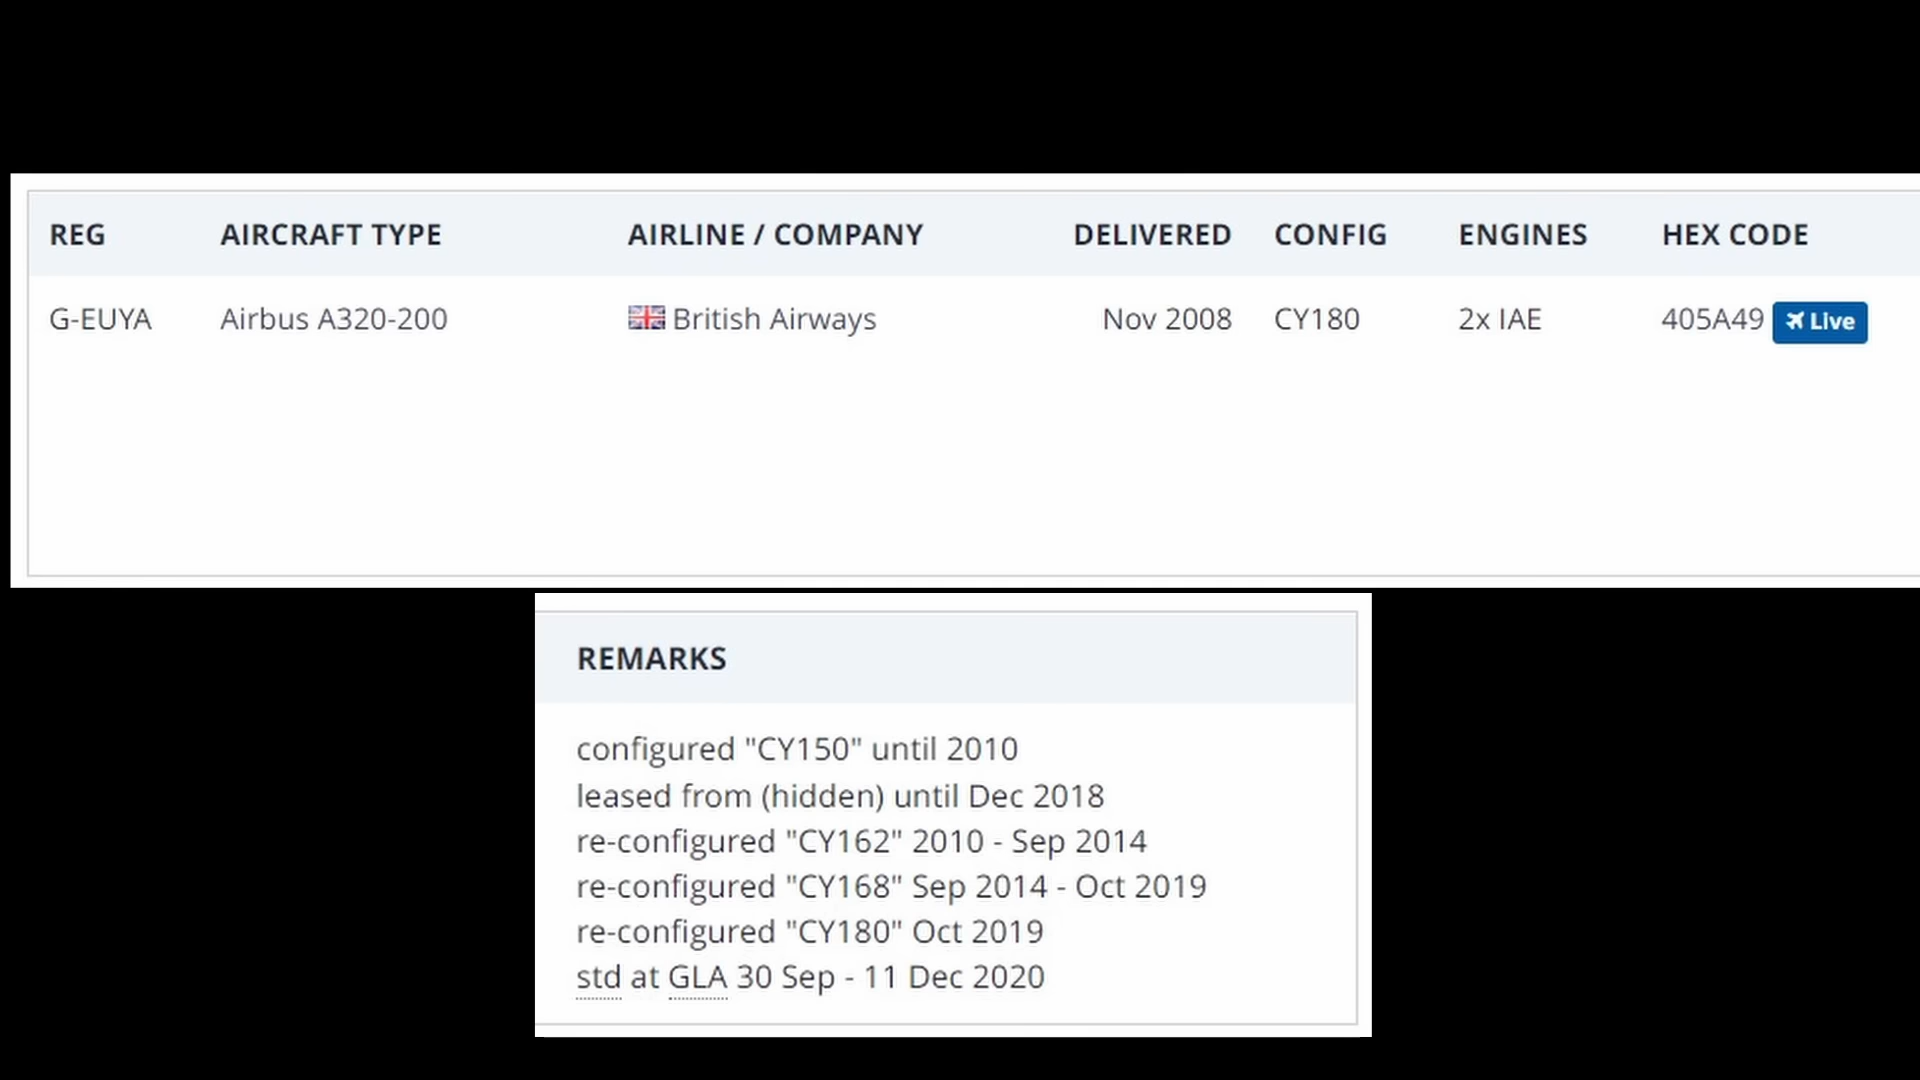 REG AIRCRAFT TYPE AIRLINE / COMPANY DELIVERED CONFIG ENGINES HEX CODE
G-EUYA Airbus A320-200 British Airways Nov 2008 CY180 2x IAE 405A49 Live
REMARKS
configured "CY150" until 2010
leased from (hidden) until Dec 2018
re-configured "CY162" 2010 - Sep 2014
re-configured "CY168" Sep 2014 - Oct 2019
re-configured "CY180" Oct 2019
std at GLA 30 Sep - 11 Dec 2020